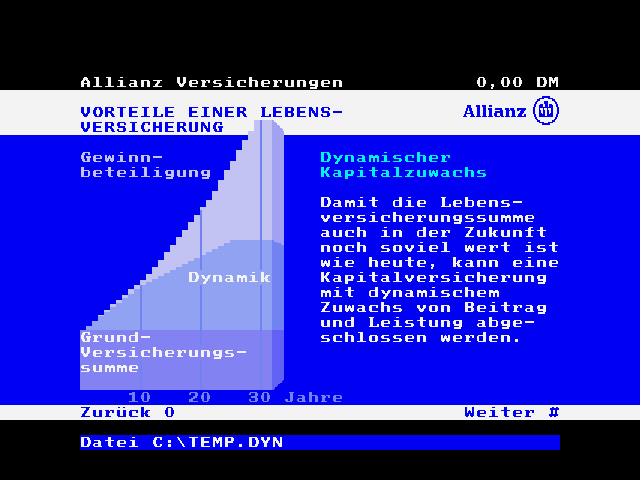 Allianz Versicherungen 0,00 DM
VORTEILE EINER LEBENS-
VERSICHERUNG
Allianz
Gewinn-
beteiligung
Dynamik
Grund-
Versicherungs-
summe
10 20 30 Jahre
Dynamischer
Kapitalzuwachs
Damit die Lebens-
versicherungssumme
auch in der Zukunft
noch soviel wert ist
wie heute, kann eine
Kapitalversicherung
mit dynamischem
Zuwachs von Beitrag
und Leistung abge-
schlossen werden.
Zurück 0 Weiter #
Datei C:\TEMP.DYN